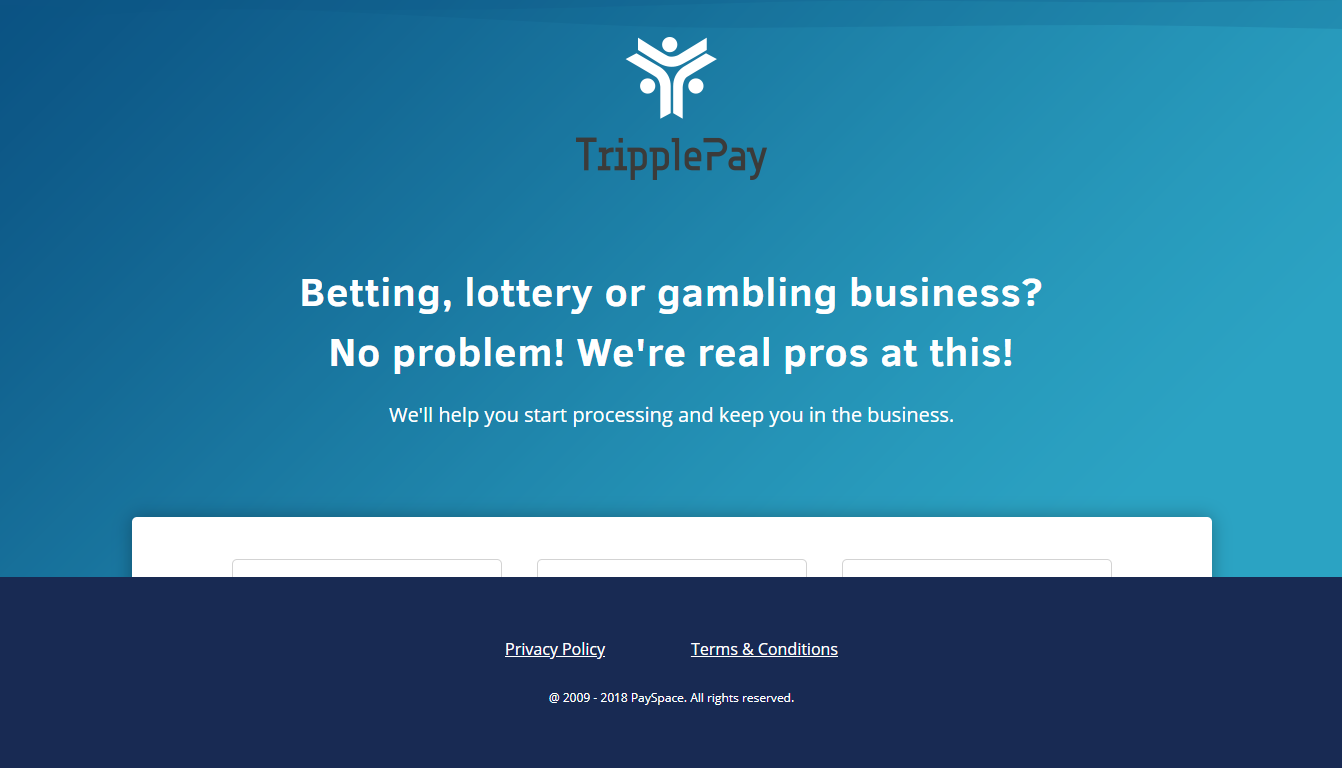 TripplePay
Betting, lottery or gambling business?
No problem! We're real pros at this!
We'll help you start processing and keep you in the business.
Privacy Policy
Terms & Conditions
@ 2009 - 2018 PaySpace. All rights reserved.